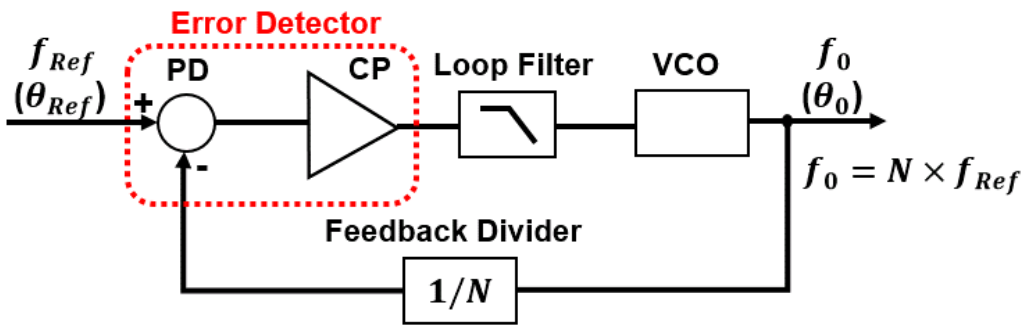 Error Detector
f_Ref
(θ_Ref)
+
PD
CP
-
Loop Filter
VCO
f_0
(θ_0)
f_0 = N × f_Ref
Feedback Divider
1/N